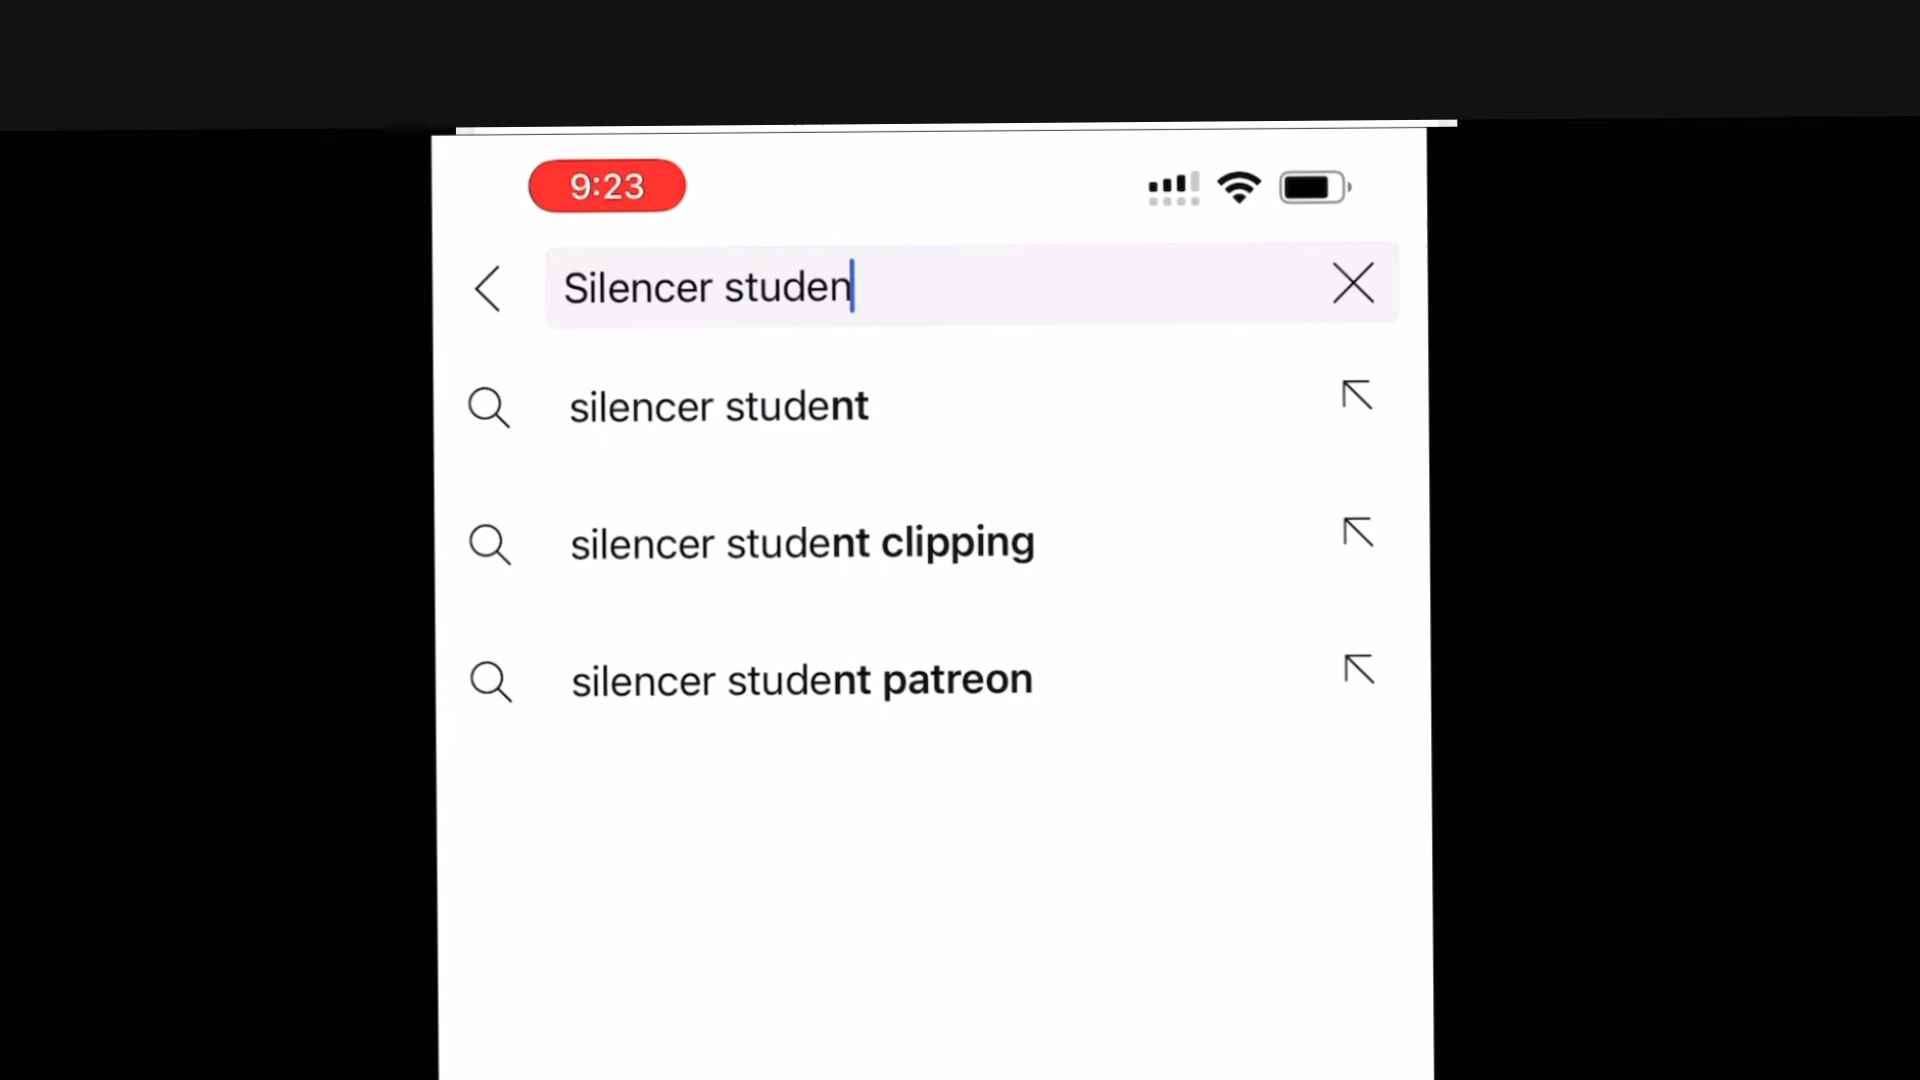 9:23
Silencer studen
silencer student
silencer student clipping
silencer student patreon